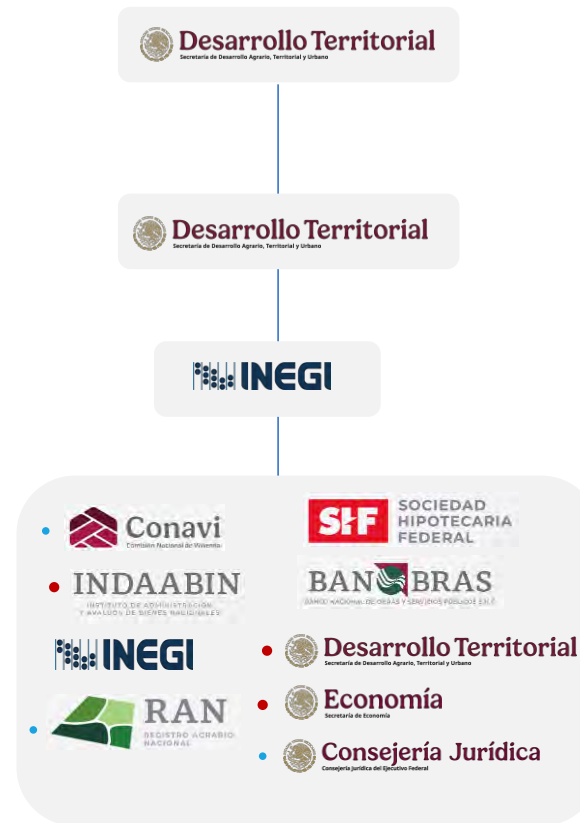 Desarrollo Territorial
Secretaría de Desarrollo Agrario, Territorial y Urbano
Desarrollo Territorial
Secretaría de Desarrollo Agrario, Territorial y Urbano
INEGI
Conavi
Comisión Nacional de Vivienda
SHF SOCIEDAD
HIPOTECARIA
FEDERAL
INDAABIN
INSTITUTO DE ADMINISTRACIÓN
Y AVALÚOS DE BIENES NACIONALES
BANOBRAS
BANCO NACIONAL DE OBRAS Y SERVICIOS PÚBLICOS S.N.C.
INEGI
Desarrollo Territorial
Secretaría de Desarrollo Agrario, Territorial y Urbano
RAN
REGISTRO AGRARIO
NACIONAL
Economía
Secretaría de Economía
Consejería Jurídica
Consejería Jurídica del Ejecutivo Federal